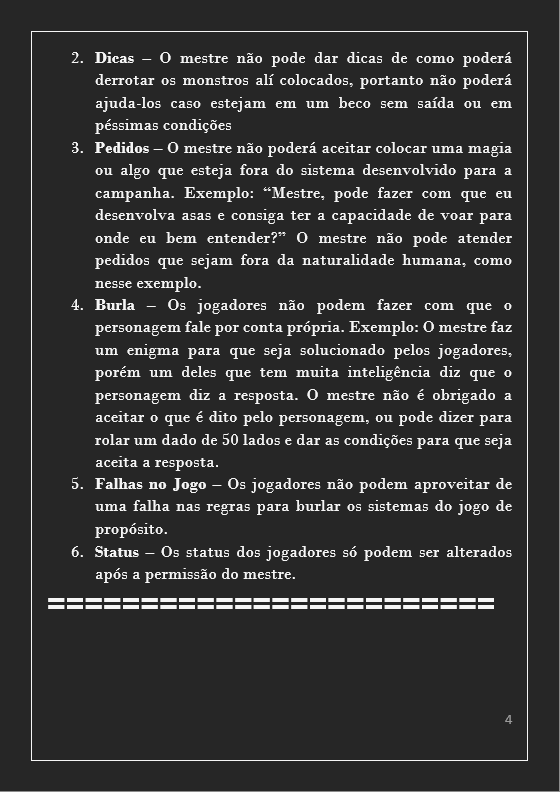 2. Dicas – O mestre não pode dar dicas de como poderá
derrotar os monstros alí colocados, portanto não poderá
ajuda-los caso estejam em um beco sem saída ou em
péssimas condições
3. Pedidos – O mestre não poderá aceitar colocar uma magia
ou algo que esteja fora do sistema desenvolvido para a
campanha. Exemplo: “Mestre, pode fazer com que eu
desenvolva asas e consiga ter a capacidade de voar para
onde eu bem entender?” O mestre não pode atender
pedidos que sejam fora da naturalidade humana, como
nesse exemplo.
4. Burla – Os jogadores não podem fazer com que o
personagem fale por conta própria. Exemplo: O mestre faz
um enigma para que seja solucionado pelos jogadores,
porém um deles que tem muita inteligência diz que o
personagem diz a resposta. O mestre não é obrigado a
aceitar o que é dito pelo personagem, ou pode dizer para
rolar um dado de 50 lados e dar as condições para que seja
aceita a resposta.
5. Falhas no Jogo – Os jogadores não podem aproveitar de
uma falha nas regras para burlar os sistemas do jogo de
propósito.
6. Status – Os status dos jogadores só podem ser alterados
após a permissão do mestre.
========================
4